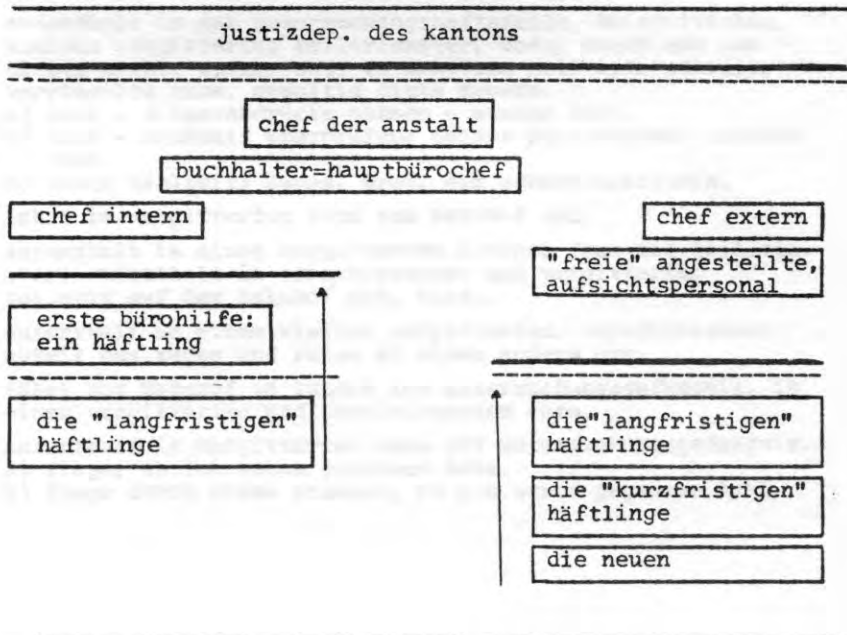 justizdep. des kantons
chef der anstalt
buchhalter=hauptbürochef
chef intern
chef extern
"freie" angestellte,
aufsichtspersonal
erste bürohilfe:
ein häftling
die "langfristigen"
häftlinge
die"langfristigen"
häftlinge
die "kurzfristigen"
häftlinge
die neuen